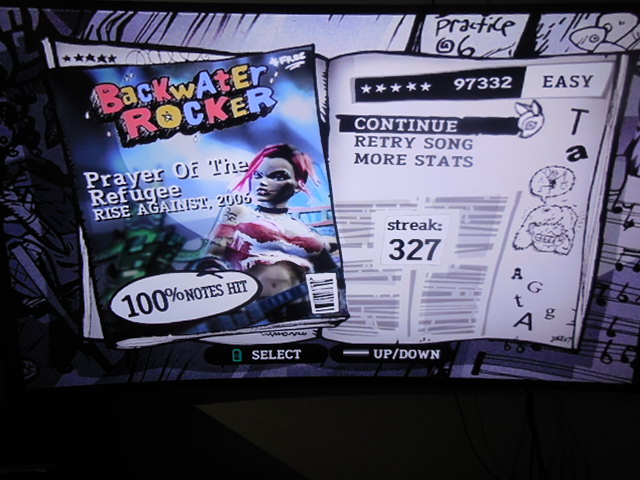 Practice
@6
★★★★★
BACKWATER
ROCKER
Prayer Of The
Refugee
RISE AGAINST, 2006
100% NOTES HIT
★★★★★ 97332 EASY
CONTINUE
RETRY SONG
MORE STATS
streak:
327
T
a
A G
t g
A
SELECT
UP/DOWN